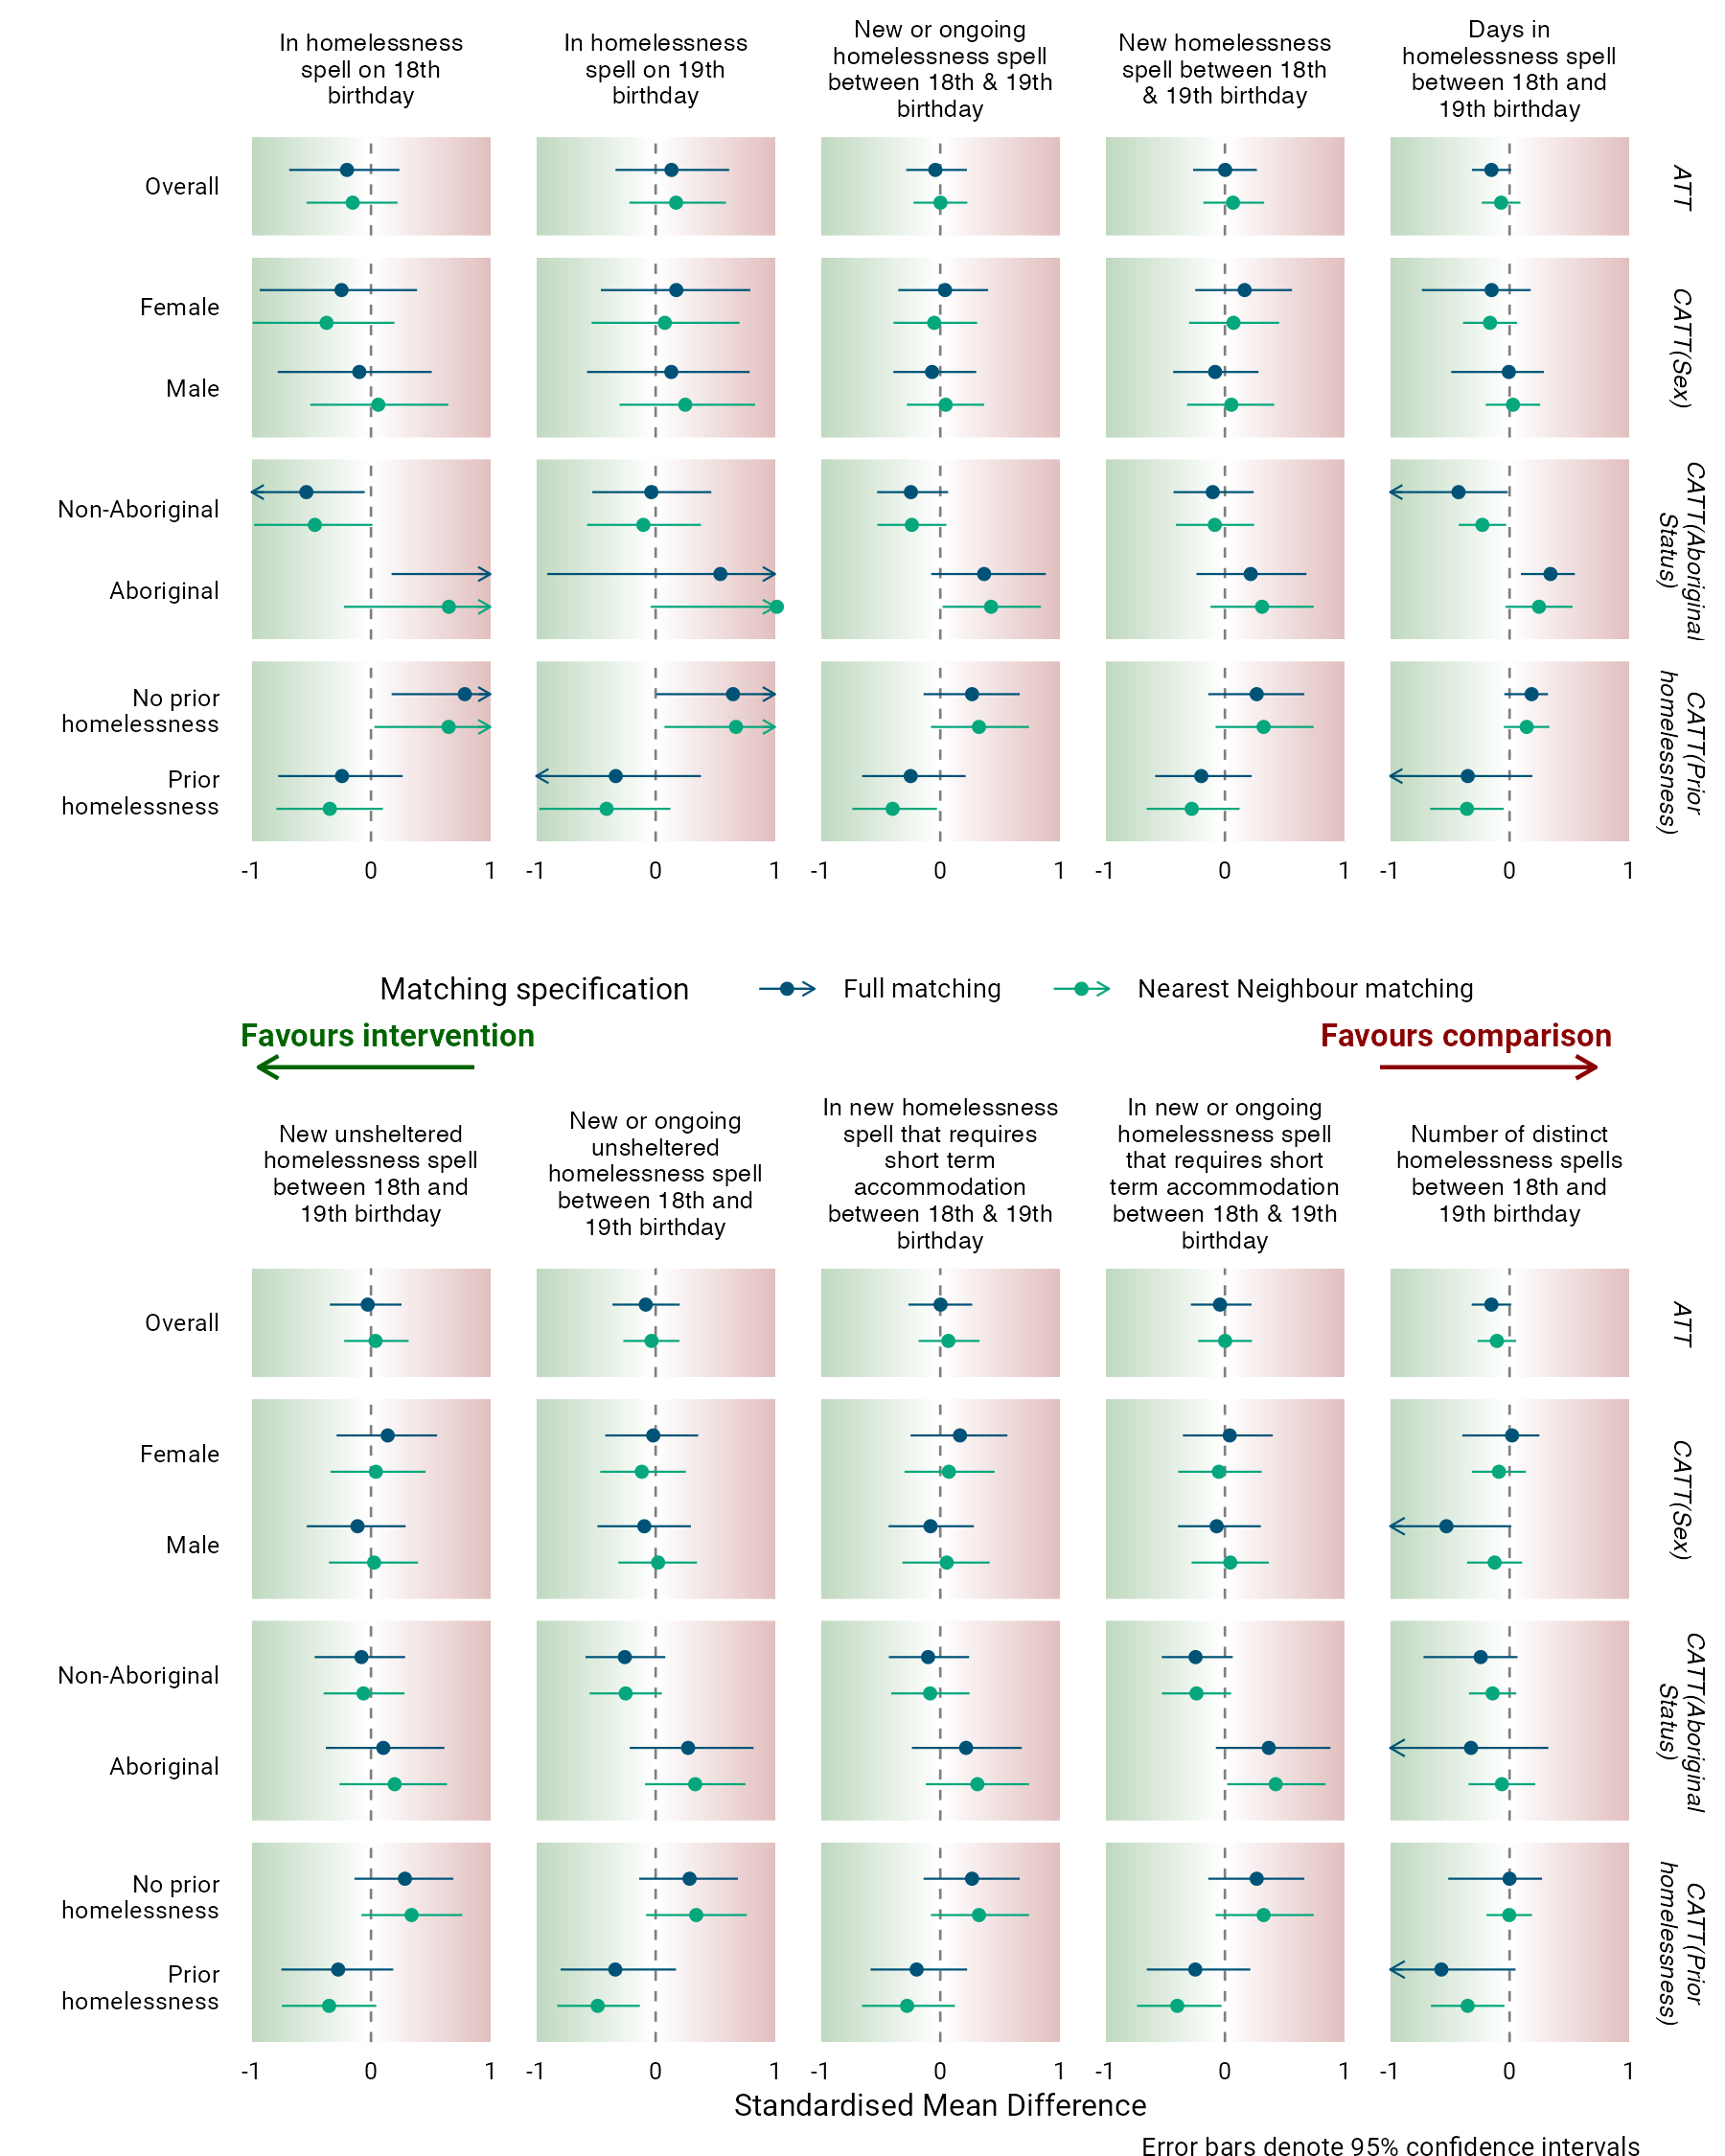 In homelessness
spell on 18th
birthday
In homelessness
spell on 19th
birthday
New or ongoing
homelessness spell
between 18th & 19th
birthday
New homelessness
spell between 18th
& 19th birthday
Days in
homelessness spell
between 18th and
19th birthday
Overall
ATT
Female
Male
CATT(Sex)
Non-Aboriginal
Aboriginal
CATT(Aboriginal
Status)
No prior
homelessness
Prior
homelessness
CATT(Prior
homelessness)
-1 0 1 -1 0 1 -1 0 1 -1 0 1 -1 0 1
Matching specification Full matching Nearest Neighbour matching
Favours intervention Favours comparison
New unsheltered
homelessness spell
between 18th and
19th birthday
New or ongoing
unsheltered
homelessness spell
between 18th and
19th birthday
In new homelessness
spell that requires
short term
accommodation
between 18th & 19th
birthday
In new or ongoing
homelessness spell
that requires short
term accommodation
between 18th & 19th
birthday
Number of distinct
homelessness spells
between 18th and
19th birthday
Overall
ATT
Female
Male
CATT(Sex)
Non-Aboriginal
Aboriginal
CATT(Aboriginal
Status)
No prior
homelessness
Prior
homelessness
CATT(Prior
homelessness)
-1 0 1 -1 0 1 -1 0 1 -1 0 1 -1 0 1
Standardised Mean Difference
Error bars denote 95% confidence intervals